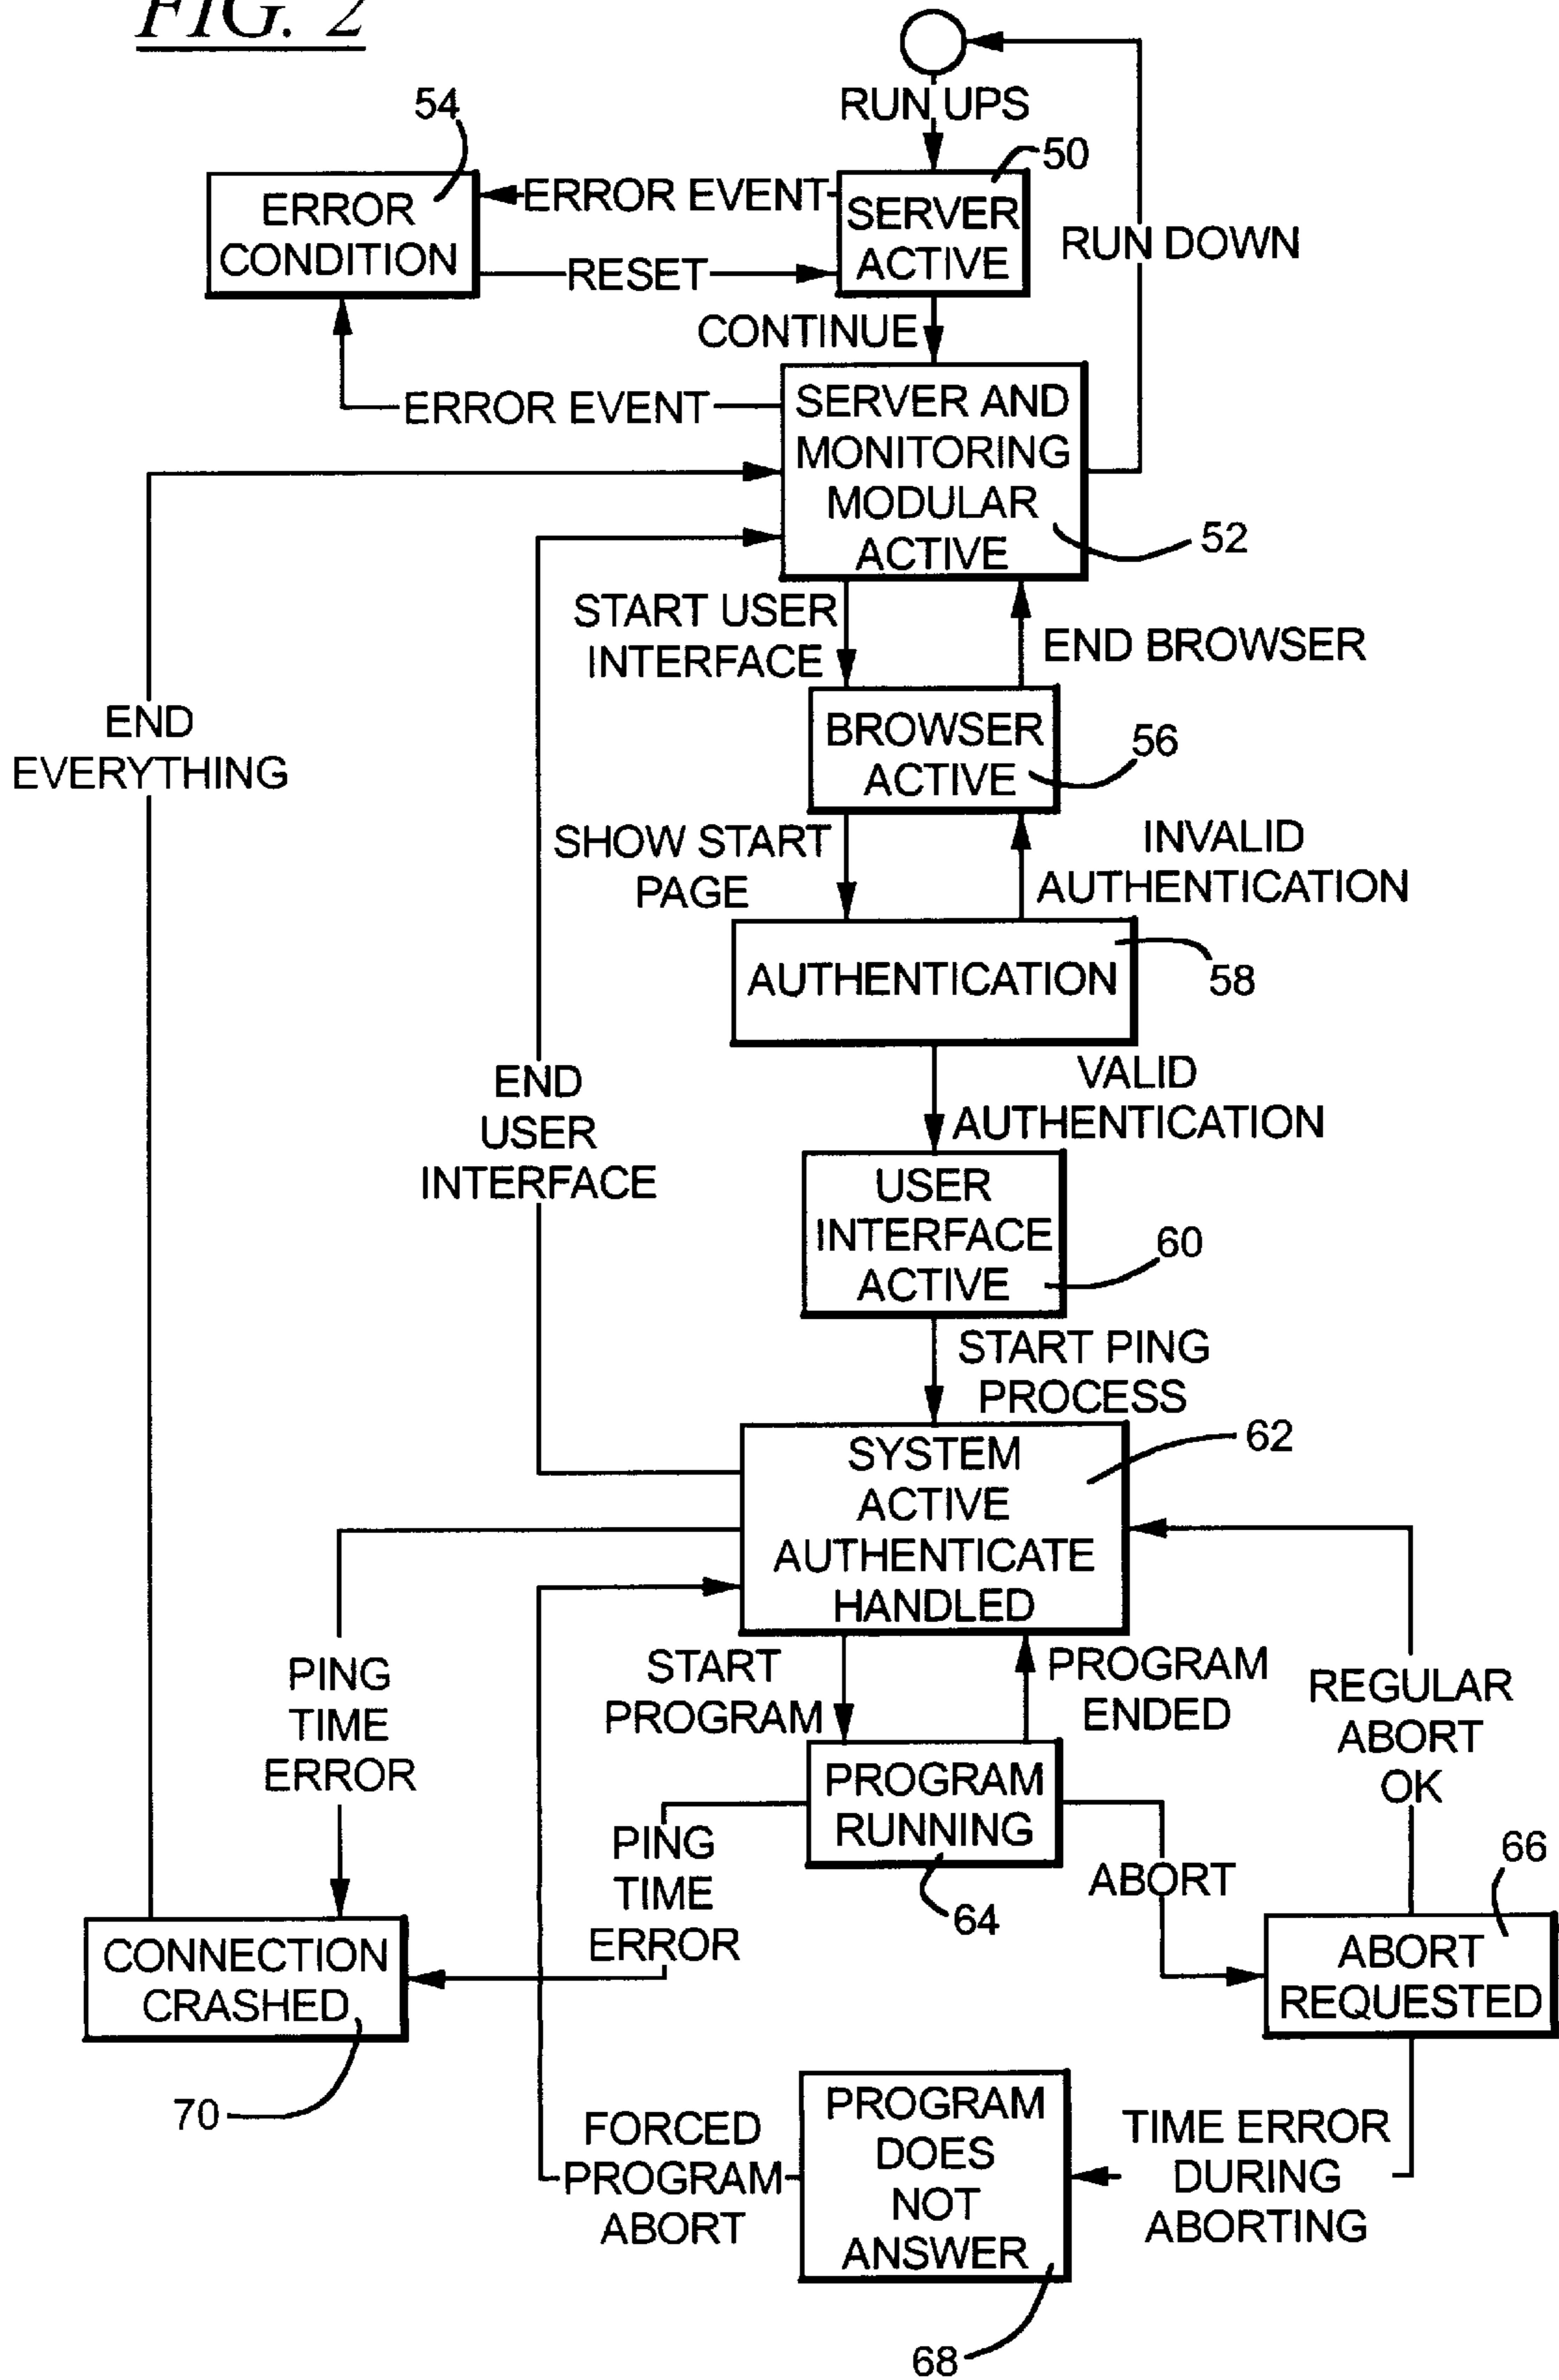 FIG. 2
RUN UPS
54
50
ERROR
CONDITION
ERROR EVENT
SERVER
ACTIVE
RUN DOWN
RESET
CONTINUE
ERROR EVENT
SERVER AND
MONITORING
MODULAR
ACTIVE
52
START USER
INTERFACE
END BROWSER
END
EVERYTHING
BROWSER
ACTIVE
56
SHOW START
PAGE
INVALID
AUTHENTICATION
AUTHENTICATION
58
END
USER
INTERFACE
VALID
AUTHENTICATION
USER
INTERFACE
ACTIVE
60
START PING
PROCESS
SYSTEM
ACTIVE
AUTHENTICATE
HANDLED
62
PING
TIME
ERROR
START
PROGRAM
PROGRAM
ENDED
REGULAR
ABORT
OK
PROGRAM
RUNNING
64
PING
TIME
ERROR
ABORT
66
CONNECTION
CRASHED
70
ABORT
REQUESTED
FORCED
PROGRAM
ABORT
PROGRAM
DOES
NOT
ANSWER
TIME ERROR
DURING
ABORTING
68